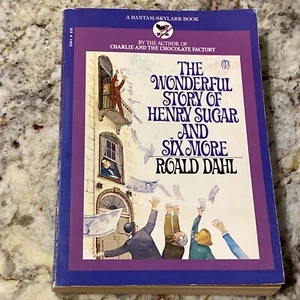 A BANTAM-SKYLARK BOOK
BY THE AUTHOR OF
CHARLIE AND THE CHOCOLATE FACTORY
THE
WONDERFUL
STORY OF
HENRY SUGAR
AND
SIX MORE
ROALD DAHL